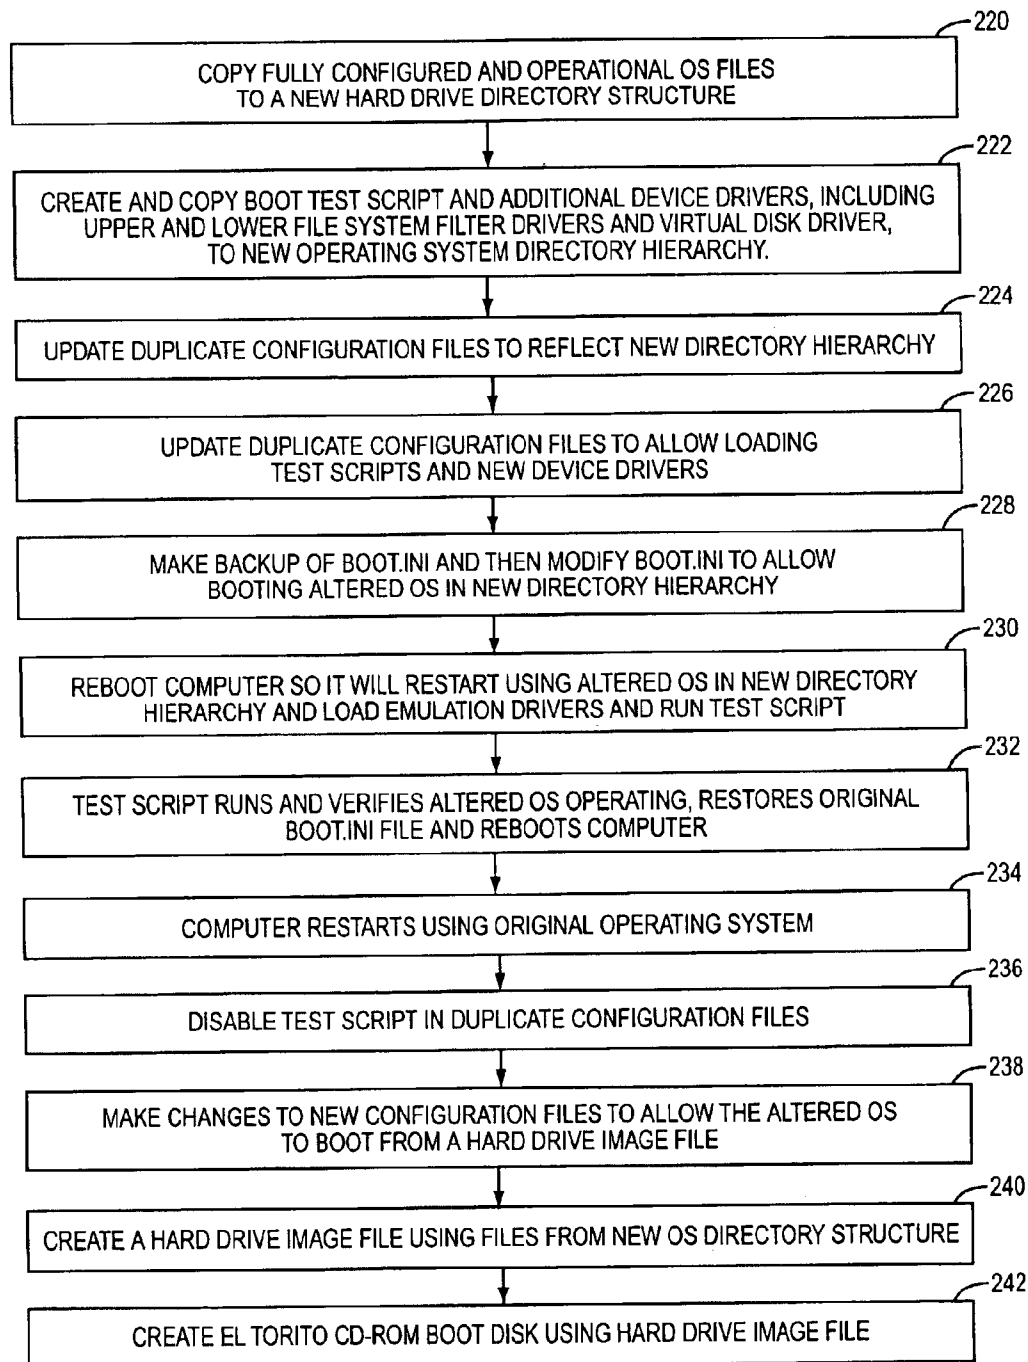 220
COPY FULLY CONFIGURED AND OPERATIONAL OS FILES
TO A NEW HARD DRIVE DIRECTORY STRUCTURE
222
CREATE AND COPY BOOT TEST SCRIPT AND ADDITIONAL DEVICE DRIVERS, INCLUDING
UPPER AND LOWER FILE SYSTEM FILTER DRIVERS AND VIRTUAL DISK DRIVER,
TO NEW OPERATING SYSTEM DIRECTORY HIERARCHY.
224
UPDATE DUPLICATE CONFIGURATION FILES TO REFLECT NEW DIRECTORY HIERARCHY
226
UPDATE DUPLICATE CONFIGURATION FILES TO ALLOW LOADING
TEST SCRIPTS AND NEW DEVICE DRIVERS
228
MAKE BACKUP OF BOOT.INI AND THEN MODIFY BOOT.INI TO ALLOW
BOOTING ALTERED OS IN NEW DIRECTORY HIERARCHY
230
REBOOT COMPUTER SO IT WILL RESTART USING ALTERED OS IN NEW DIRECTORY
HIERARCHY AND LOAD EMULATION DRIVERS AND RUN TEST SCRIPT
232
TEST SCRIPT RUNS AND VERIFIES ALTERED OS OPERATING, RESTORES ORIGINAL
BOOT.INI FILE AND REBOOTS COMPUTER
234
COMPUTER RESTARTS USING ORIGINAL OPERATING SYSTEM
236
DISABLE TEST SCRIPT IN DUPLICATE CONFIGURATION FILES
238
MAKE CHANGES TO NEW CONFIGURATION FILES TO ALLOW THE ALTERED OS
TO BOOT FROM A HARD DRIVE IMAGE FILE
240
CREATE A HARD DRIVE IMAGE FILE USING FILES FROM NEW OS DIRECTORY STRUCTURE
242
CREATE EL TORITO CD-ROM BOOT DISK USING HARD DRIVE IMAGE FILE